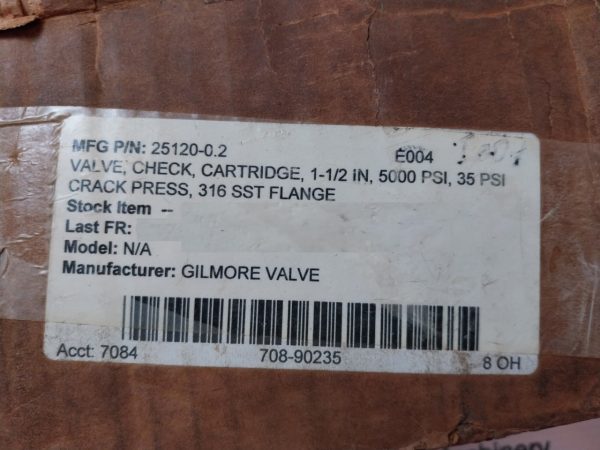 MFG P/N: 25120-0.2 E004
VALVE, CHECK, CARTRIDGE, 1-1/2 IN, 5000 PSI, 35 PSI
CRACK PRESS, 316 SST FLANGE
Stock Item --
Last FR:
Model: N/A
Manufacturer: GILMORE VALVE
Acct: 7084 708-90235 8 OH